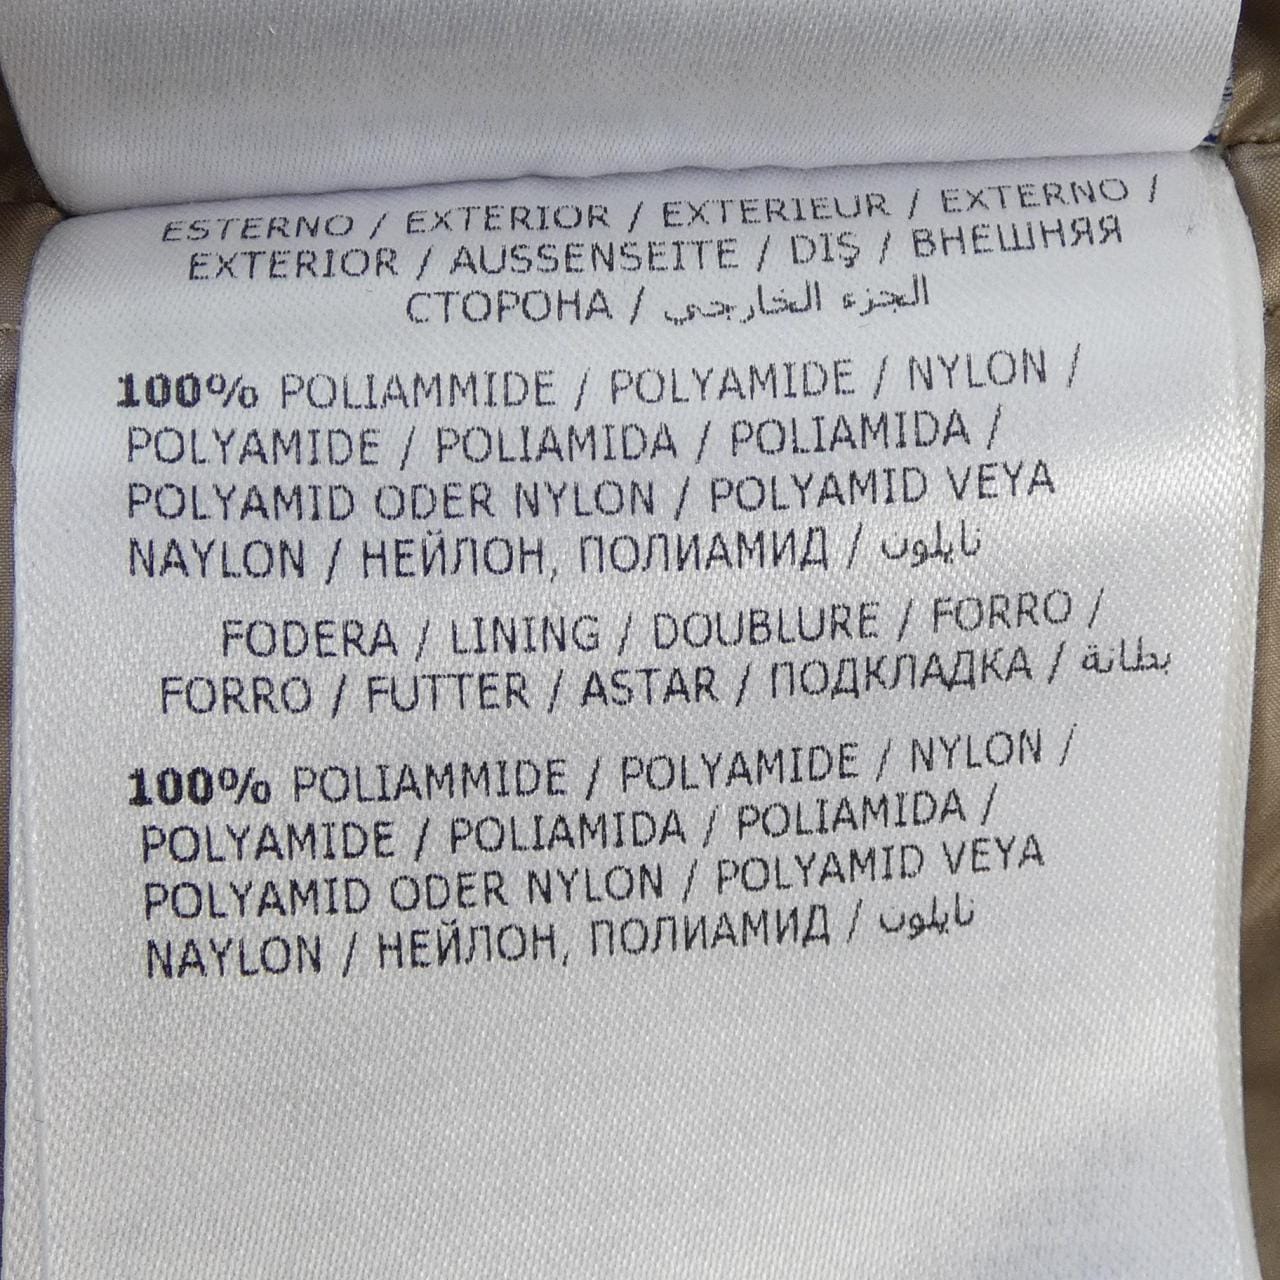 ESTERNO / EXTERIOR / EXTERIEUR / EXTERNO /
EXTERIOR / AUSSENSEITE / DIŞ / ВНЕШНЯЯ
СТОРОНА / الجزء الخارجي
100% POLIAMMIDE / POLYAMIDE / NYLON /
POLYAMIDE / POLIAMIDA / POLIAMIDA /
POLYAMID ODER NYLON / POLYAMID VEYA
NAYLON / НЕЙЛОН, ПОЛИАМИД / نايلون
FODERA / LINING / DOUBLURE / FORRO /
FORRO / FUTTER / ASTAR / ПОДКЛАДКА / بطانة
100% POLIAMMIDE / POLYAMIDE / NYLON /
POLYAMIDE / POLIAMIDA / POLIAMIDA /
POLYAMID ODER NYLON / POLYAMID VEYA
NAYLON / НЕЙЛОН, ПОЛИАМИД / نايلون